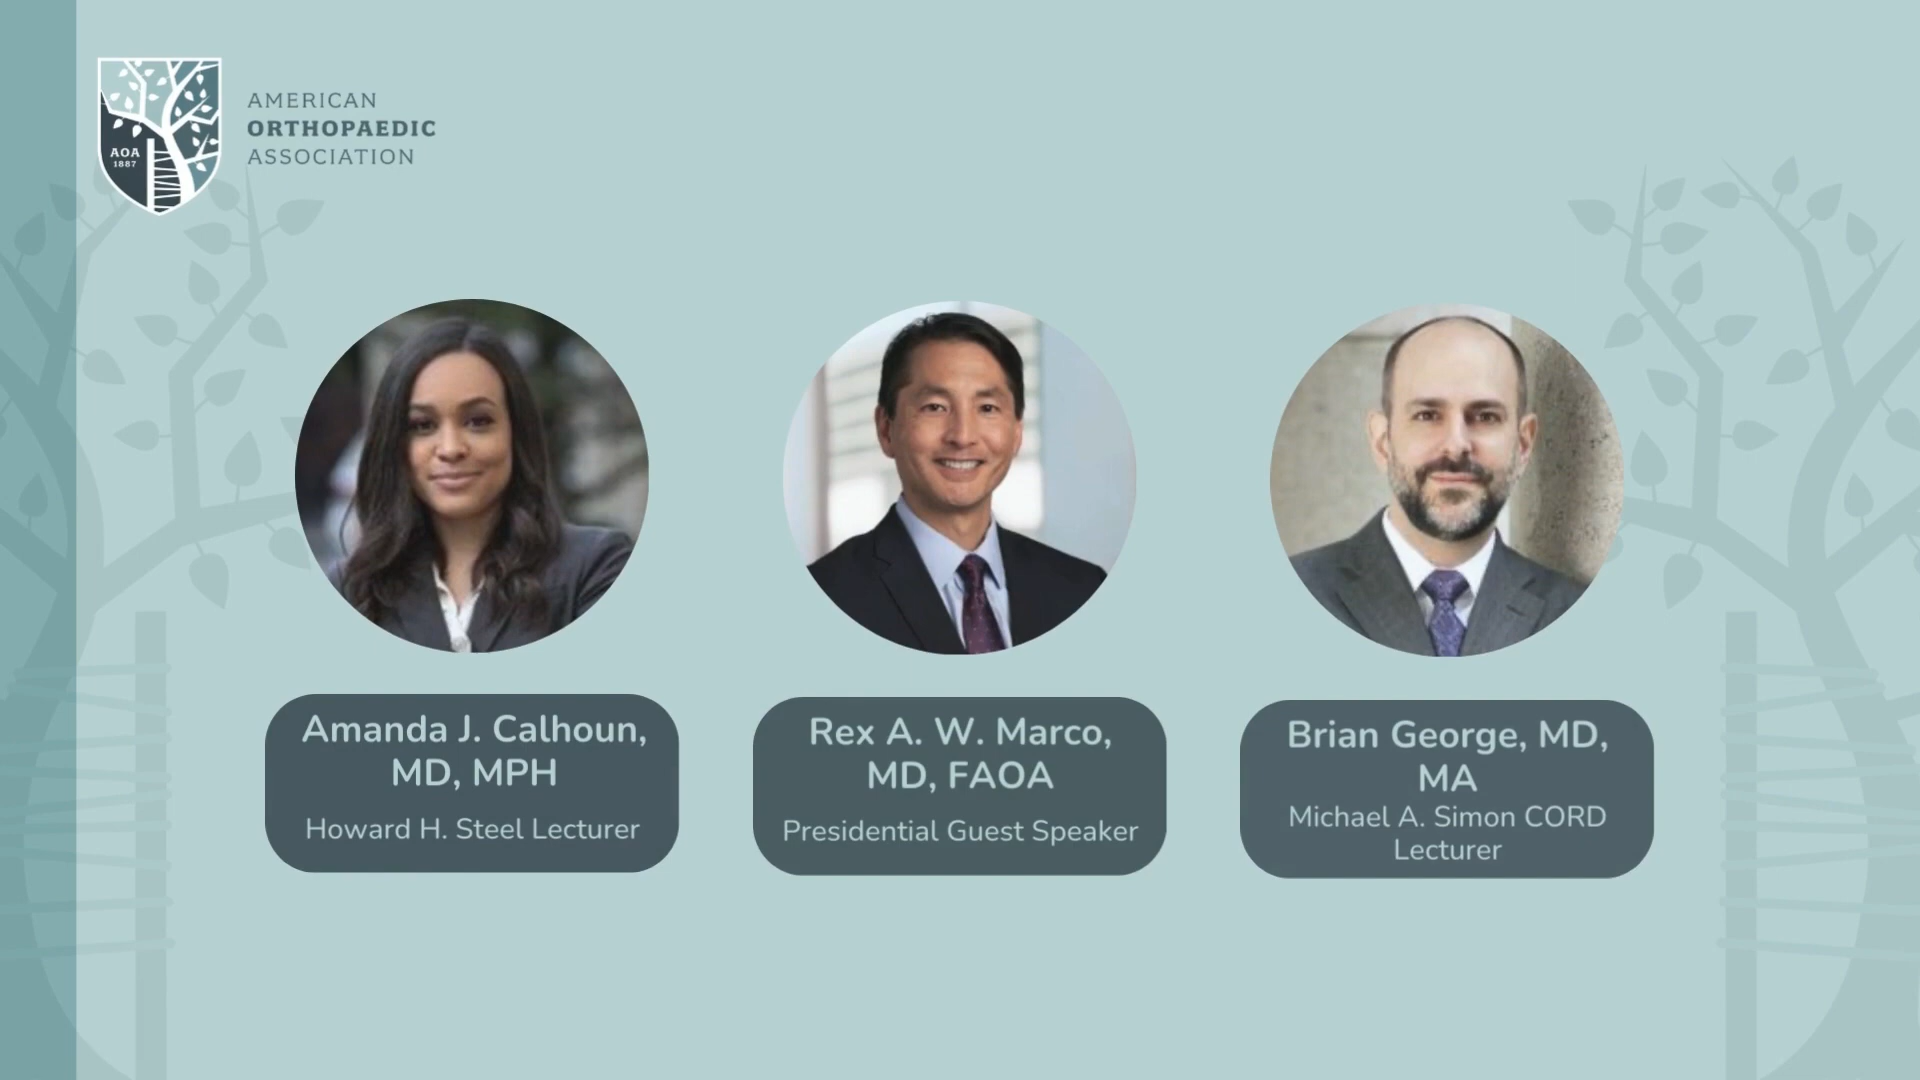 AMERICAN
ORTHOPAEDIC
ASSOCIATION
AOA
1887
Amanda J. Calhoun,
MD, MPH
Howard H. Steel Lecturer
Rex A. W. Marco,
MD, FAOA
Presidential Guest Speaker
Brian George, MD,
MA
Michael A. Simon CORD
Lecturer